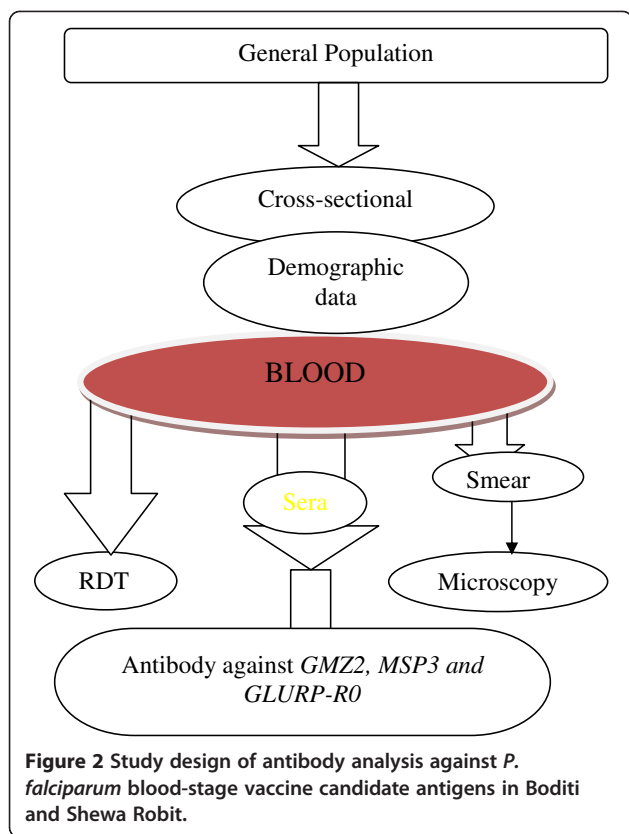 General Population
Cross-sectional
Demographic
data
BLOOD
Sera
Smear
RDT
Microscopy
Antibody against GMZ2, MSP3 and
GLURP-R0
Figure 2 Study design of antibody analysis against P.
falciparum blood-stage vaccine candidate antigens in Boditi
and Shewa Robit.